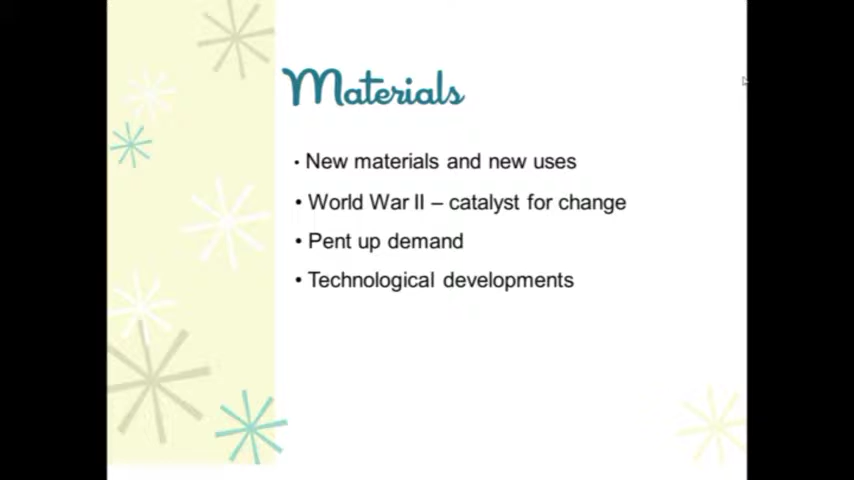 Materials
• New materials and new uses
• World War II – catalyst for change
• Pent up demand
• Technological developments